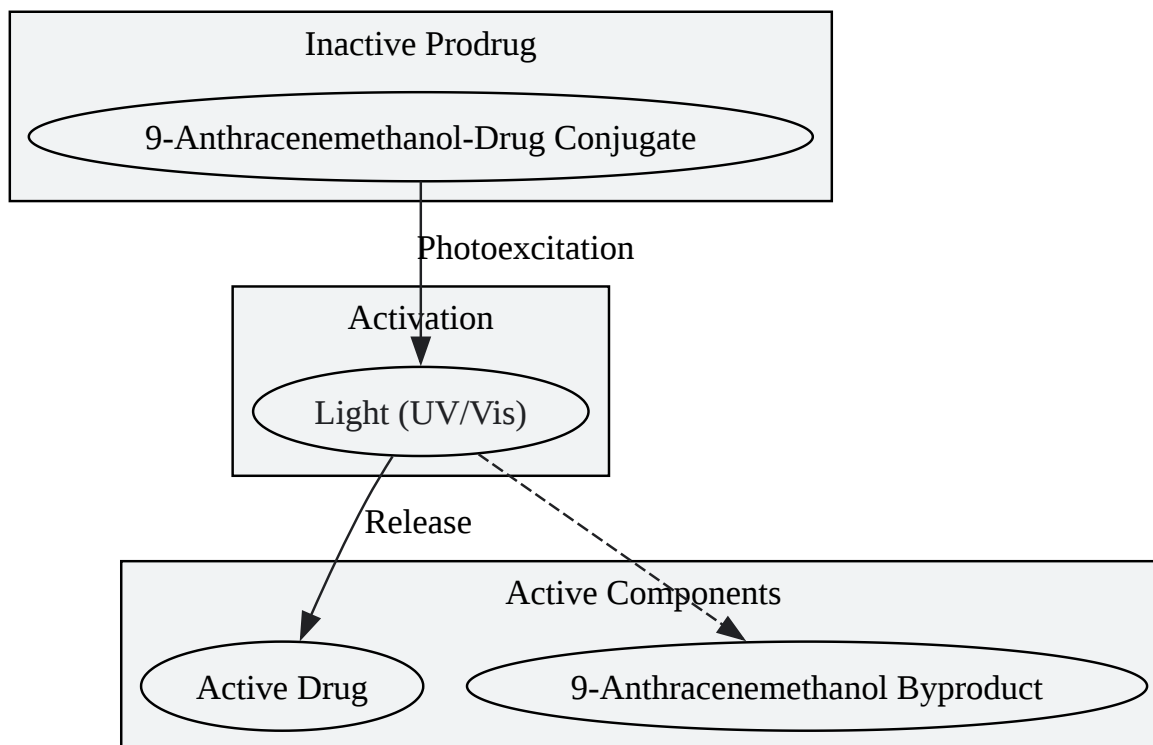 Inactive Prodrug
9-Anthracenemethanol-Drug Conjugate
Photoexcitation
Activation
Light (UV/Vis)
Release
Active Components
Active Drug
9-Anthracenemethanol Byproduct